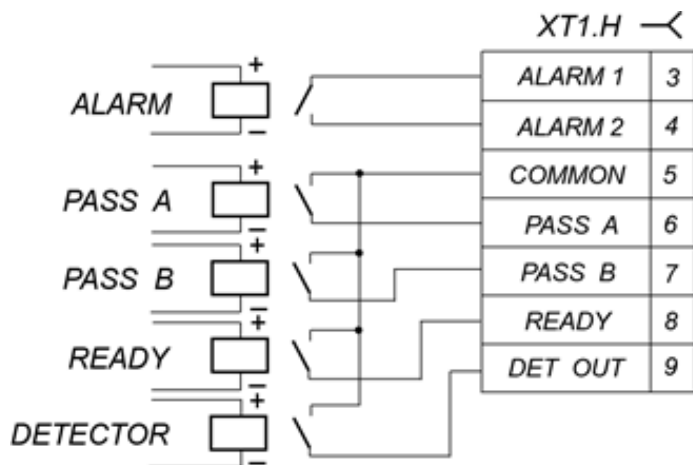 XT1.H
+
ALARM
−
ALARM 1 3
ALARM 2 4
+
PASS A
−
COMMON 5
PASS A 6
+
PASS B
−
PASS B 7
+
READY
−
READY 8
+
DETECTOR
−
DET OUT 9